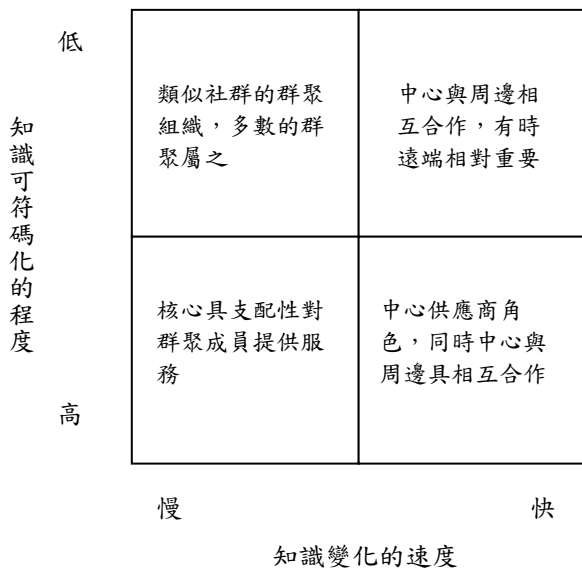 低
知識可符碼化的程度
高
類似社群的群聚
組織，多數的群
聚屬之
中心與周邊相
互合作，有時
遠端相對重要
核心具支配性對
群聚成員提供服
務
中心供應商角
色，同時中心與
周邊具相互合作
慢
快
知識變化的速度